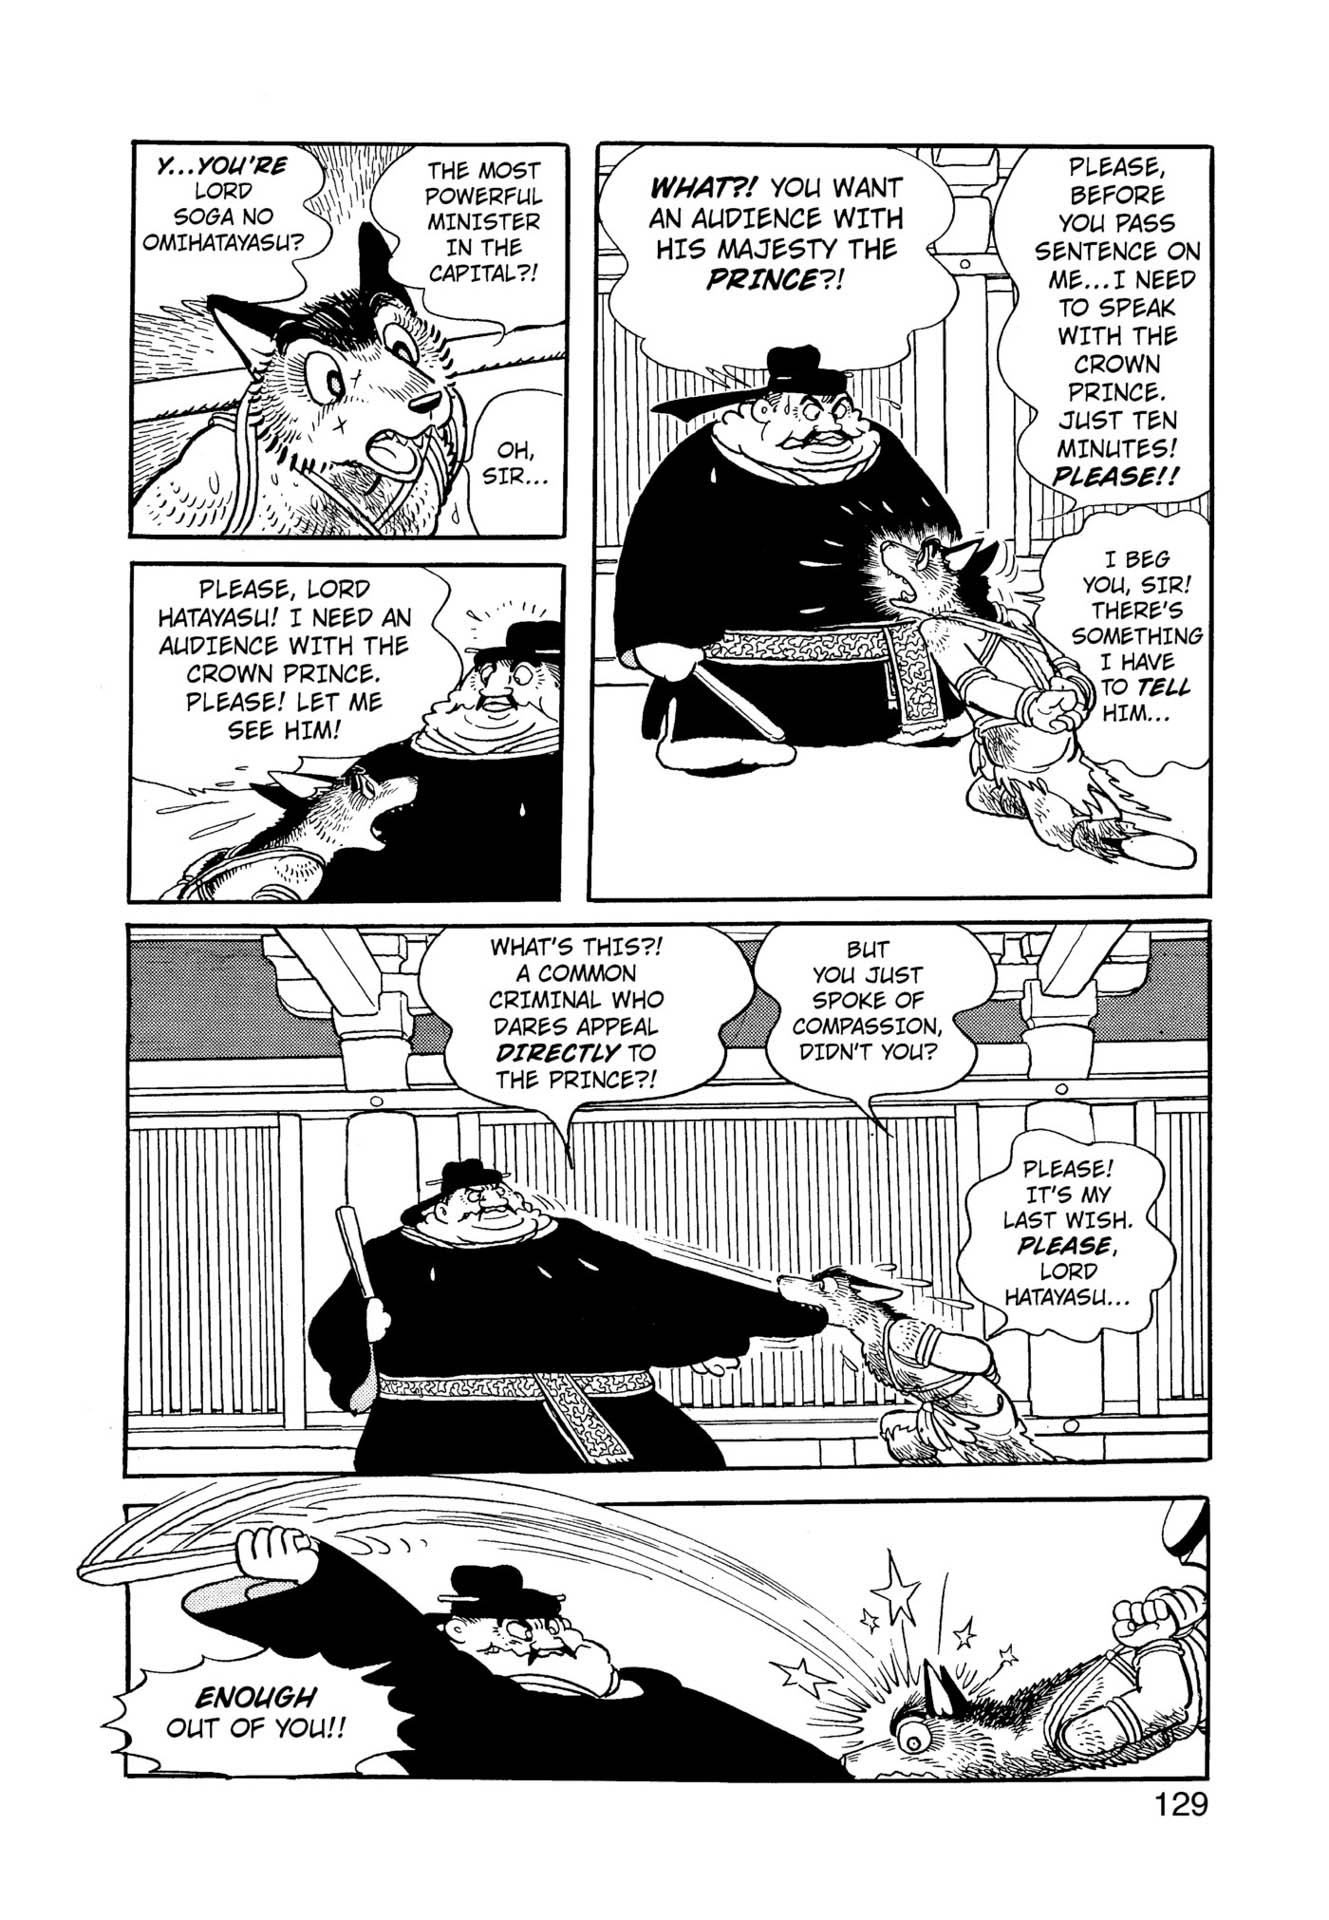 Y...YOU'RE
LORD
SOGA NO
OMIHATAYASU?
THE MOST
POWERFUL
MINISTER
IN THE
CAPITAL?!
OH,
SIR...
PLEASE, LORD
HATAYASU! I NEED AN
AUDIENCE WITH THE
CROWN PRINCE.
PLEASE! LET ME
SEE HIM!
WHAT?! YOU WANT
AN AUDIENCE WITH
HIS MAJESTY THE
PRINCE?!
PLEASE,
BEFORE
YOU PASS
SENTENCE ON
ME...I NEED
TO SPEAK
WITH THE
CROWN
PRINCE.
JUST TEN
MINUTES!
PLEASE!!
I BEG
YOU, SIR!
THERE'S
SOMETHING
I HAVE
TO TELL
HIM...
WHAT'S THIS?!
A COMMON
CRIMINAL WHO
DARES APPEAL
DIRECTLY TO
THE PRINCE?!
BUT
YOU JUST
SPOKE OF
COMPASSION,
DIDN'T YOU?
PLEASE!
IT'S MY
LAST WISH.
PLEASE,
LORD
HATAYASU...
ENOUGH
OUT OF YOU!!
129